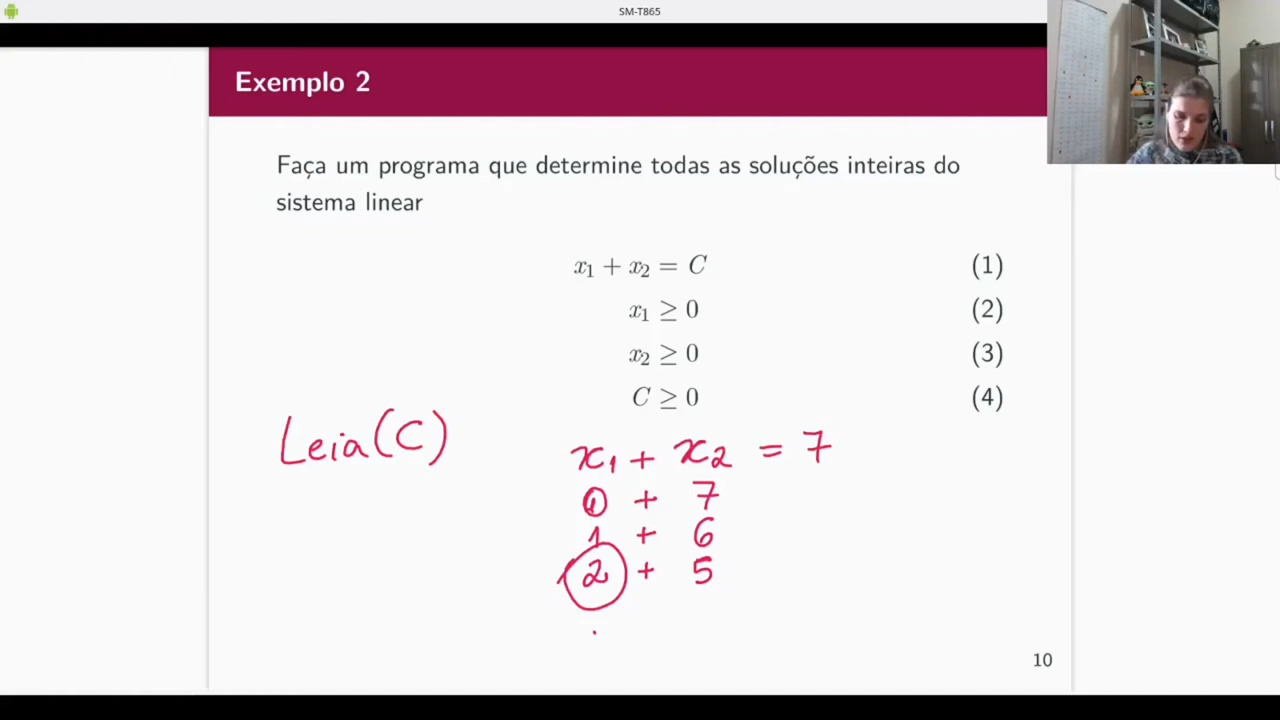 SM-T865
Exemplo 2
Faça um programa que determine todas as soluções inteiras do
sistema linear
x₁ + x₂ = C (1)
x₁ ≥ 0 (2)
x₂ ≥ 0 (3)
C ≥ 0 (4)
Leia(C)
x₁ + x₂ = 7
0 + 7
1 + 6
2 + 5
10